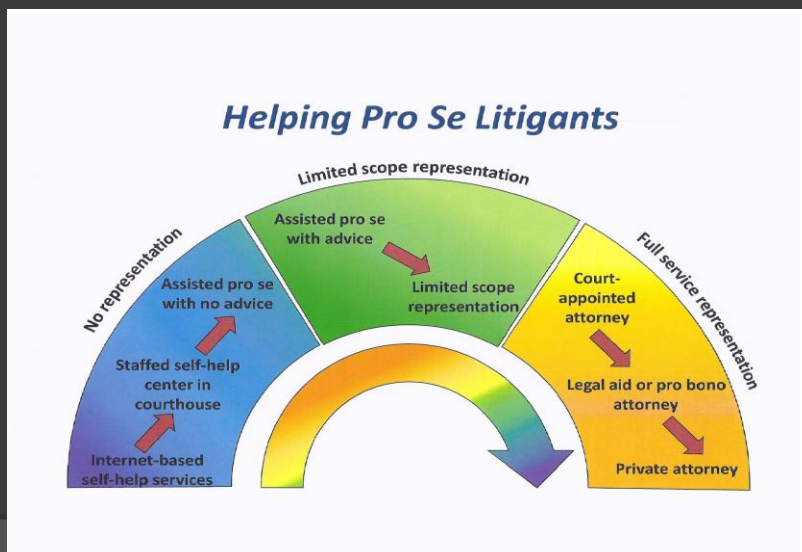 Helping Pro Se Litigants
No representation
Internet-based
self-help services
Staffed self-help
center in
courthouse
Assisted pro se
with no advice
Limited scope representation
Assisted pro se
with advice
Limited scope
representation
Full service representation
Court-
appointed
attorney
Legal aid or pro bono
attorney
Private attorney